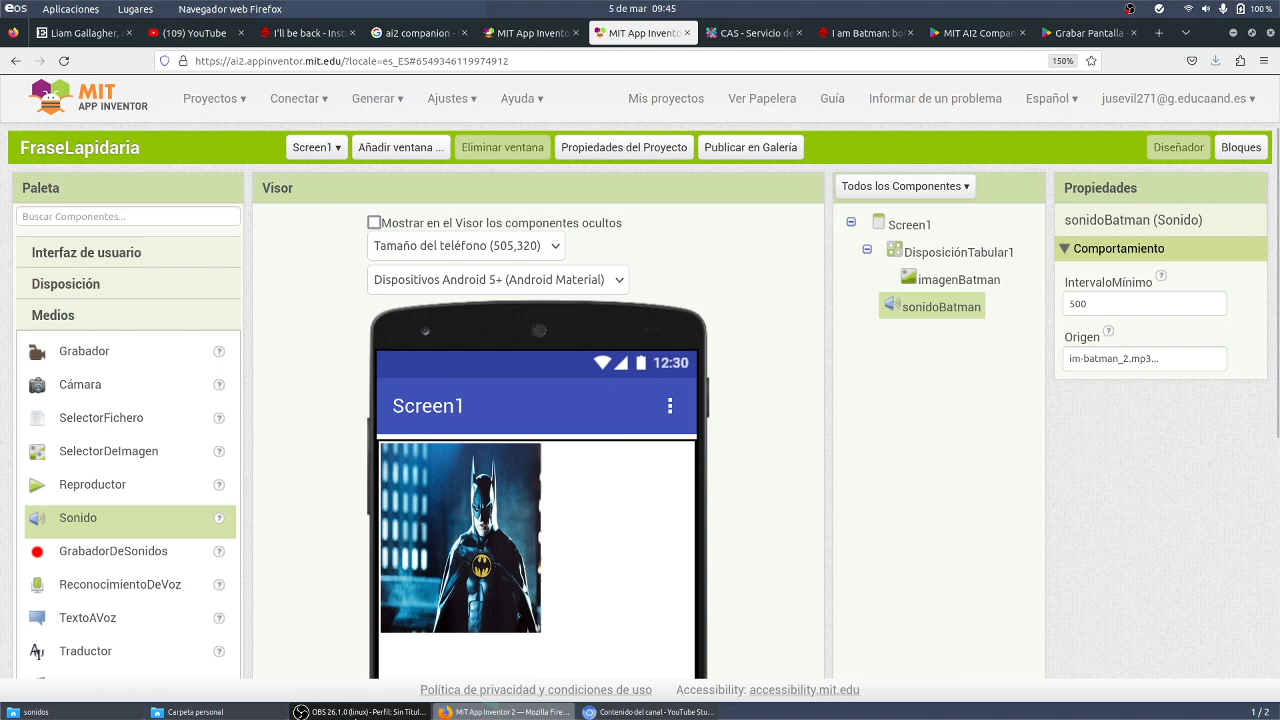 eOS Aplicaciones Lugares Navegador web Firefox 5 de mar 09:45 100 %
Liam Gallagher, (109) YouTube I'll be back - Inst ai2 companion - MIT App Invento MIT App Invento CAS - Servicio de I am Batman: bo MIT AI2 Compa Grabar Pantalla
https://ai2.appinventor.mit.edu/?locale=es_ES#6549346119974912 150%
MIT
APP INVENTOR
Proyectos ▾ Conectar ▾ Generar ▾ Ajustes ▾ Ayuda ▾ Mis proyectos Ver Papelera Guía Informar de un problema Español ▾ jusevil271@g.educaand.es ▾
FraseLapidaria Screen1 ▾ Añadir ventana ... Eliminar ventana Propiedades del Proyecto Publicar en Galería Diseñador Bloques
Paleta
Buscar Componentes...
Interfaz de usuario
Disposición
Medios
Grabador
Cámara
SelectorFichero
SelectorDeImagen
Reproductor
Sonido
GrabadorDeSonidos
ReconocimientoDeVoz
TextoAVoz
Traductor
Visor
Mostrar en el Visor los componentes ocultos
Tamaño del teléfono (505,320)
Dispositivos Android 5+ (Android Material)
12:30
Screen1
Todos los Componentes ▾
Screen1
DisposiciónTabular1
imagenBatman
sonidoBatman
Propiedades
sonidoBatman (Sonido)
Comportamiento
IntervaloMínimo
500
Origen
im-batman_2.mp3...
Política de privacidad y condiciones de uso Accessibility: accessibility.mit.edu
sonidos Carpeta personal OBS 26.1.0 (linux) - Perfil: Sin Titul... MIT App Inventor 2 — Mozilla Firef... Contenido del canal - YouTube Stu... 1 / 2